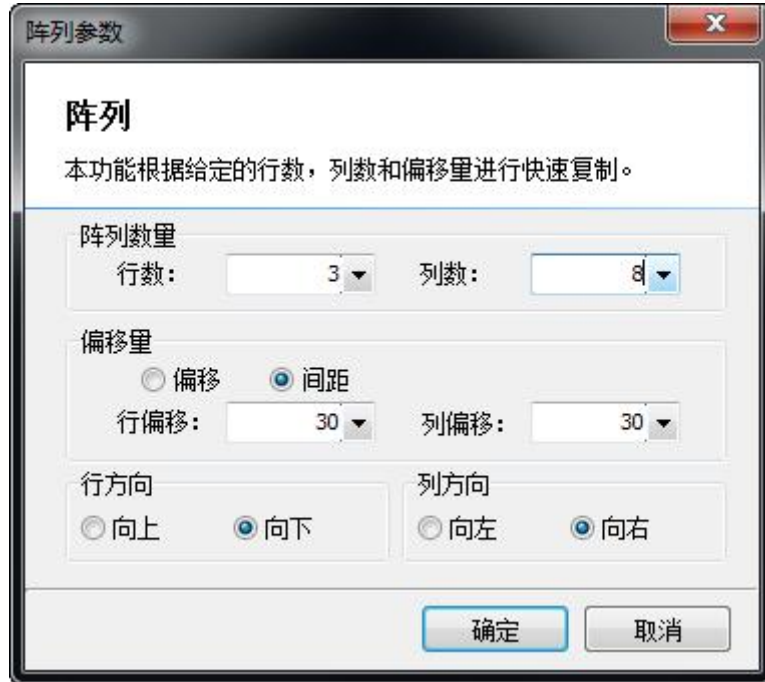 阵列参数
阵列
本功能根据给定的行数，列数和偏移量进行快速复制。
阵列数量
行数： 3 列数： 8
偏移量
偏移 间距
行偏移： 30 列偏移： 30
行方向 列方向
向上 向下 向左 向右
确定 取消